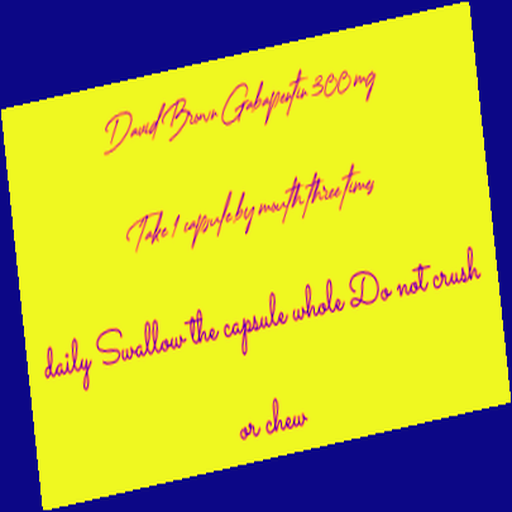 David Brown Gabapentin 300 mg
Take 1 capsule by mouth three times
daily Swallow the capsule whole Do not crush
or chew